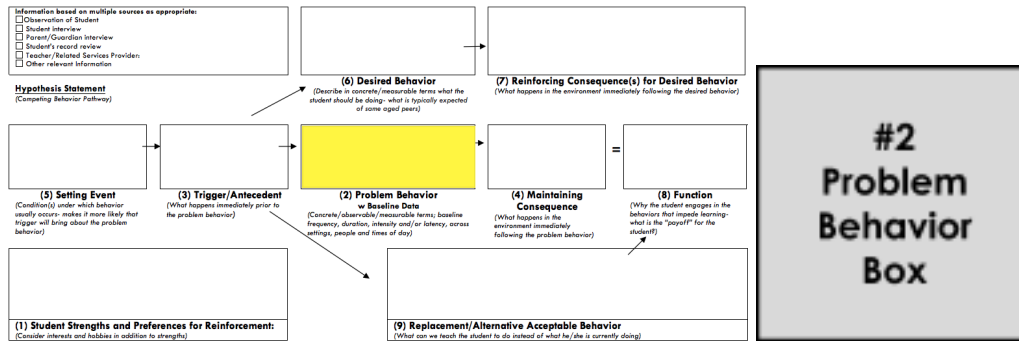 Information based on multiple sources as appropriate:
Observation of Student
Student interview
Parent/Guardian interview
Student's record review
Teacher/Related Services Provider:
Other relevant Information
Hypothesis Statement
(Competing Behavior Pathway)
(6) Desired Behavior
(Describe in concrete/measurable terms what the
student should be doing- what is typically expected
of same aged peers)
(7) Reinforcing Consequence(s) for Desired Behavior
(What happens in the environment immediately following the desired behavior)
(5) Setting Event
(Condition(s) under which behavior
usually occurs- makes it more likely that
trigger will bring about the problem
behavior)
(3) Trigger/Antecedent
(What happens immediately prior to
the problem behavior)
(2) Problem Behavior
w Baseline Data
(Concrete/observable/measurable terms; baseline
frequency, duration, intensity and/or latency, across
settings, people and times of day)
(4) Maintaining
Consequence
(What happens in the
environment immediately
following the problem behavior)
=
(8) Function
(Why the student engages in the
behaviors that impede learning-
what is the "payoff" for the
student?)
(1) Student Strengths and Preferences for Reinforcement:
(Consider interests and hobbies in addition to strengths)
(9) Replacement/Alternative Acceptable Behavior
(What can we teach the student to do instead of what he/she is currently doing)
#2
Problem
Behavior
Box